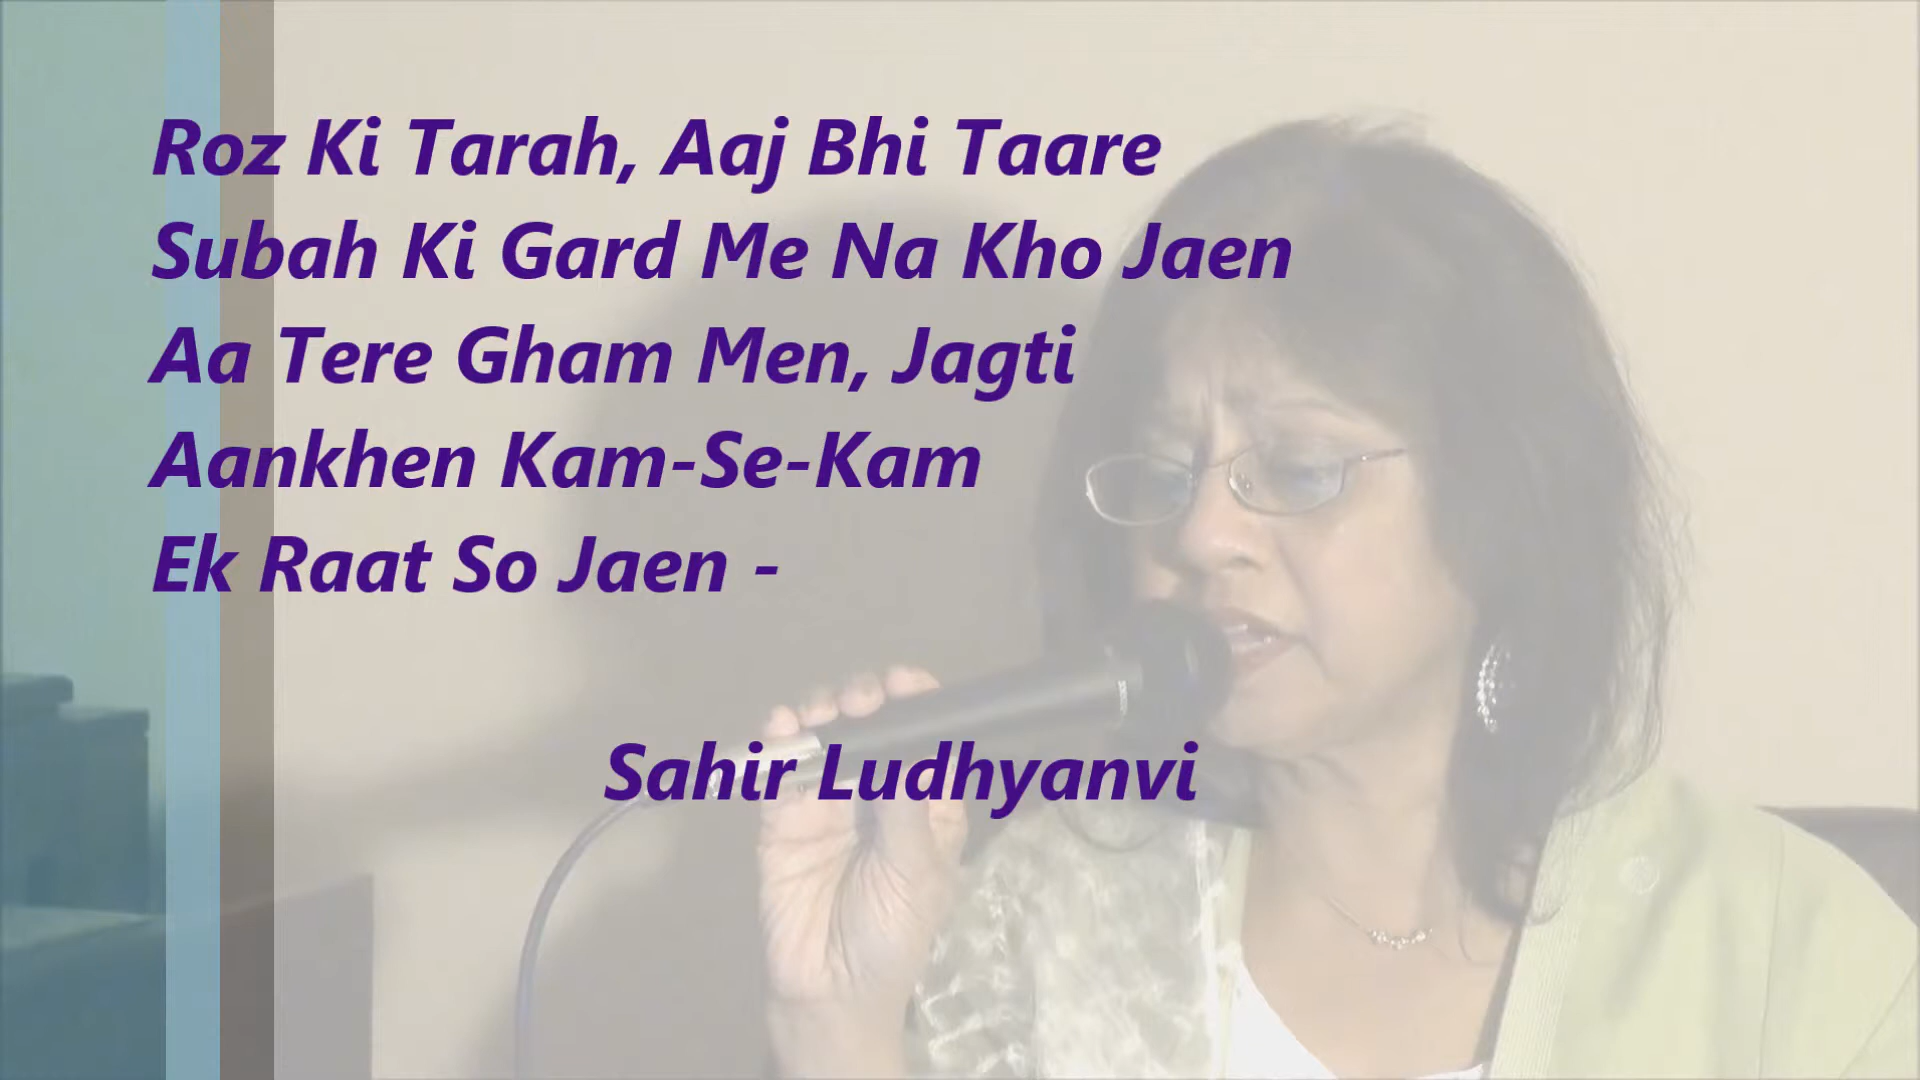 Roz Ki Tarah, Aaj Bhi Taare
Subah Ki Gard Me Na Kho Jaen
Aa Tere Gham Men, Jagti
Aankhen Kam-Se-Kam
Ek Raat So Jaen -
Sahir Ludhyanvi